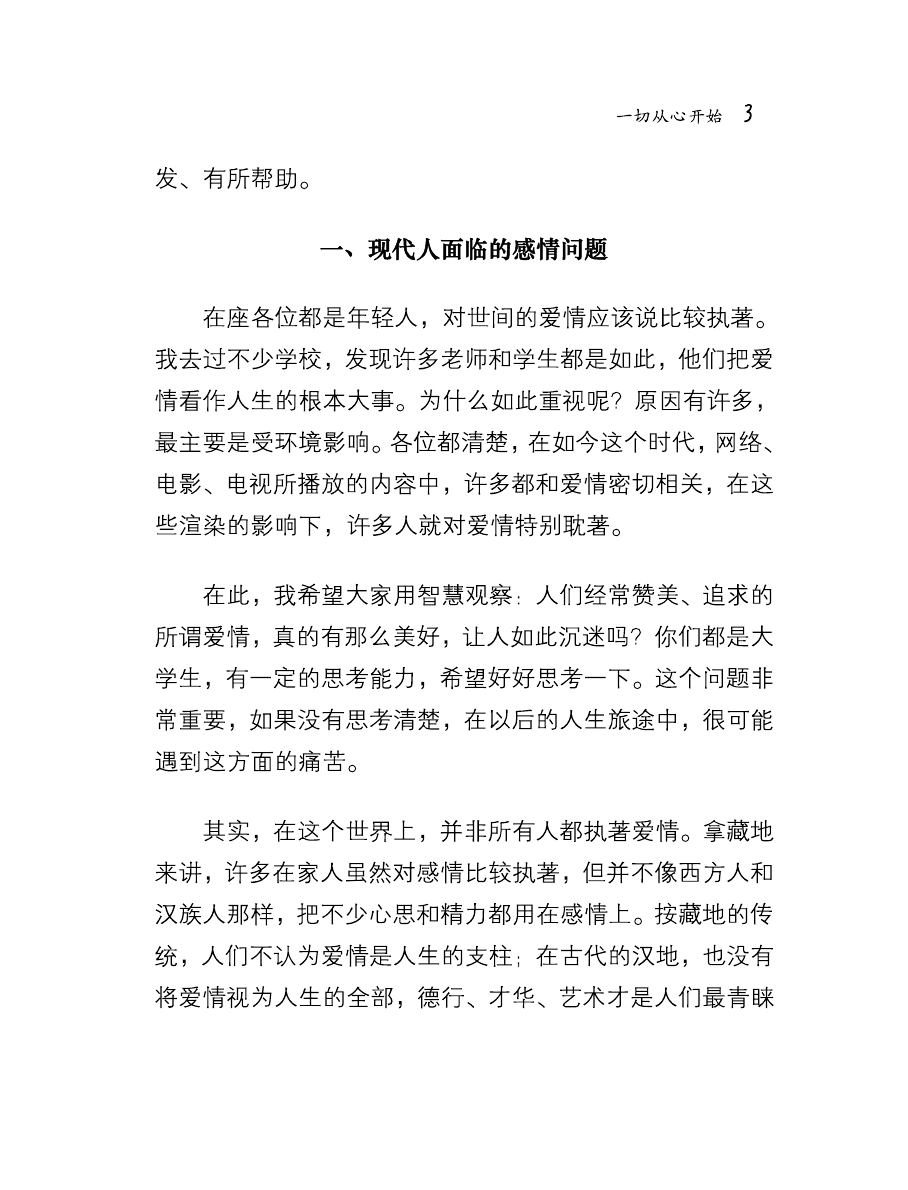 一切从心开始 3
发、有所帮助。
一、现代人面临的感情问题
在座各位都是年轻人，对世间的爱情应该说比较执著。
我去过不少学校，发现许多老师和学生都是如此，他们把爱
情看作人生的根本大事。为什么如此重视呢？原因有许多，
最主要是受环境影响。各位都清楚，在如今这个时代，网络、
电影、电视所播放的内容中，许多都和爱情密切相关，在这
些渲染的影响下，许多人就对爱情特别耽著。
在此，我希望大家用智慧观察：人们经常赞美、追求的
所谓爱情，真的有那么美好，让人如此沉迷吗？你们都是大
学生，有一定的思考能力，希望好好思考一下。这个问题非
常重要，如果没有思考清楚，在以后的人生旅途中，很可能
遇到这方面的痛苦。
其实，在这个世界上，并非所有人都执著爱情。拿藏地
来讲，许多在家人虽然对感情比较执著，但并不像西方人和
汉族人那样，把不少心思和精力都用在感情上。按藏地的传
统，人们不认为爱情是人生的支柱；在古代的汉地，也没有
将爱情视为人生的全部，德行、才华、艺术才是人们最青睐